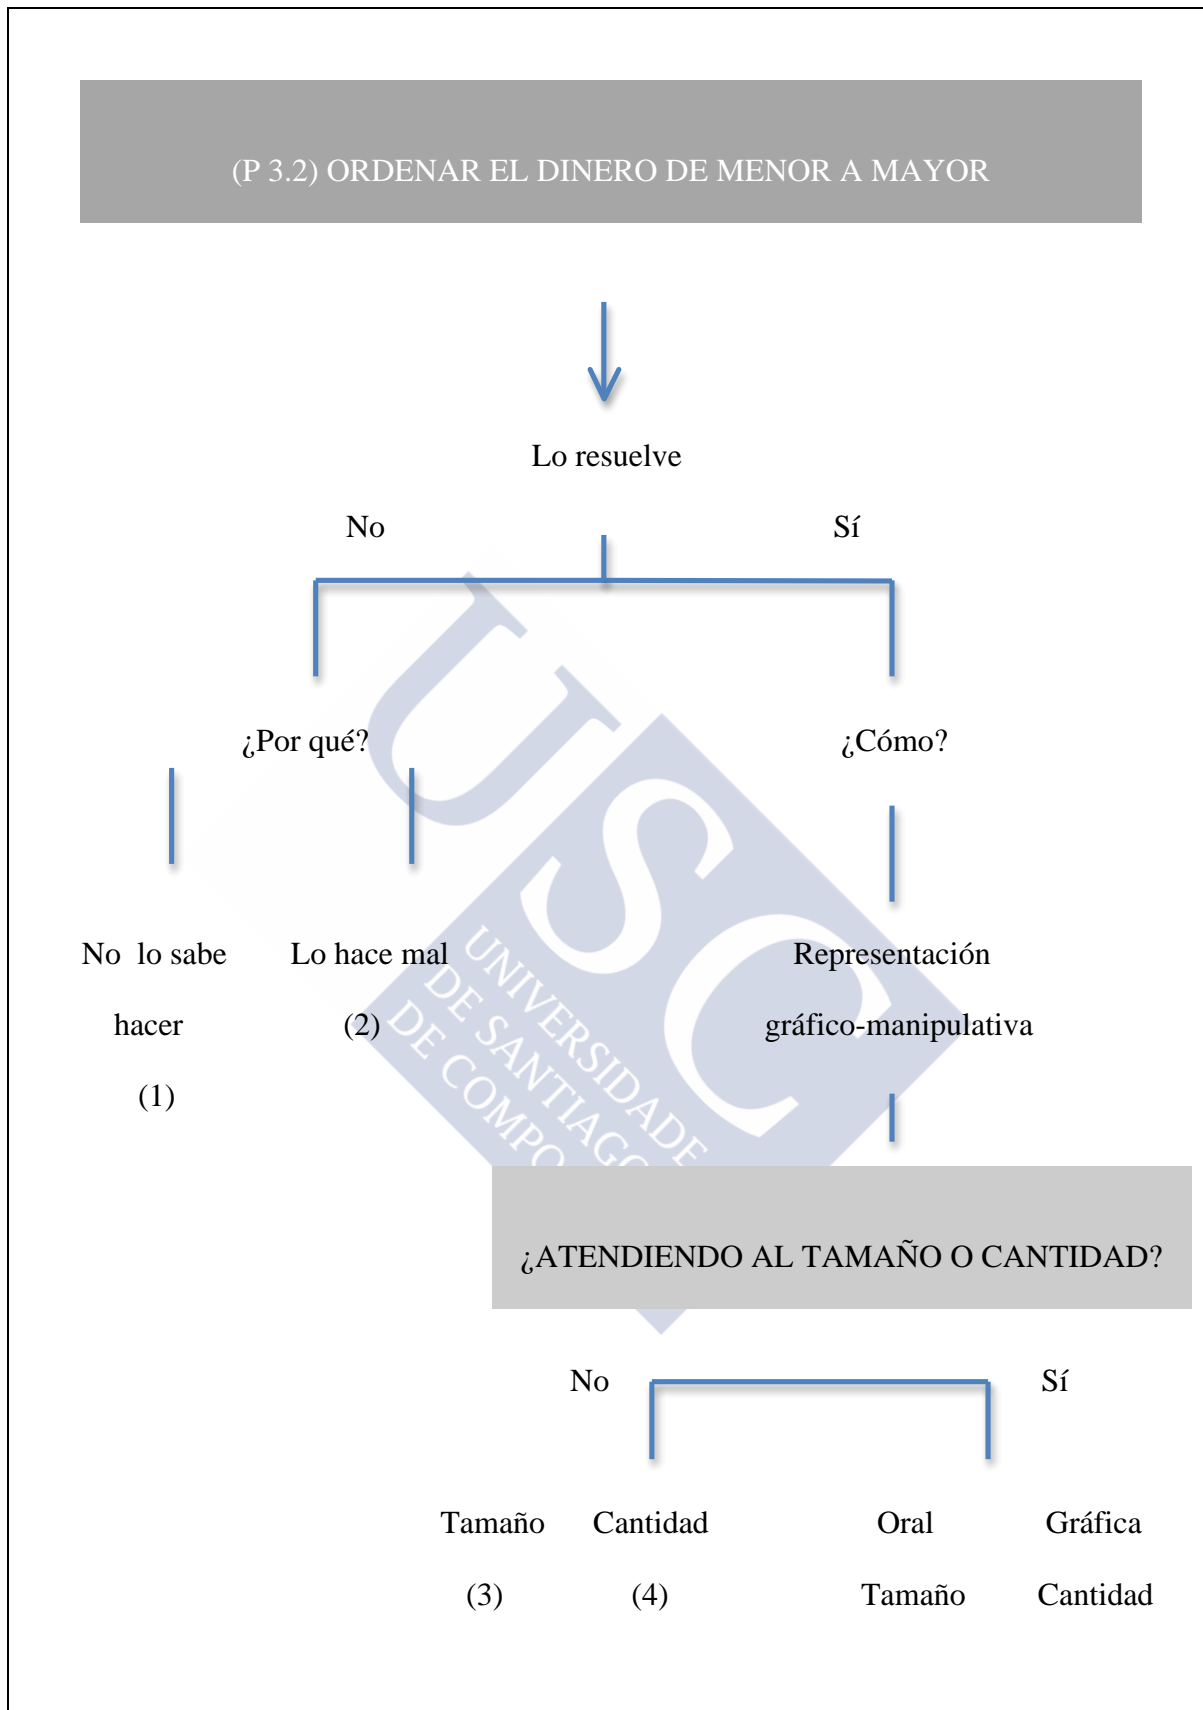 (P 3.2) ORDENAR EL DINERO DE MENOR A MAYOR
Lo resuelve
No Sí
¿Por qué? ¿Cómo?
No lo sabe Lo hace mal Representación
hacer (2) gráfico-manipulativa
(1)
USC
UNIVERSIDADE
DE SANTIAGO
¿ATENDIENDO AL TAMAÑO O CANTIDAD?
No Sí
Tamaño Cantidad Oral Gráfica
(3) (4) Tamaño Cantidad